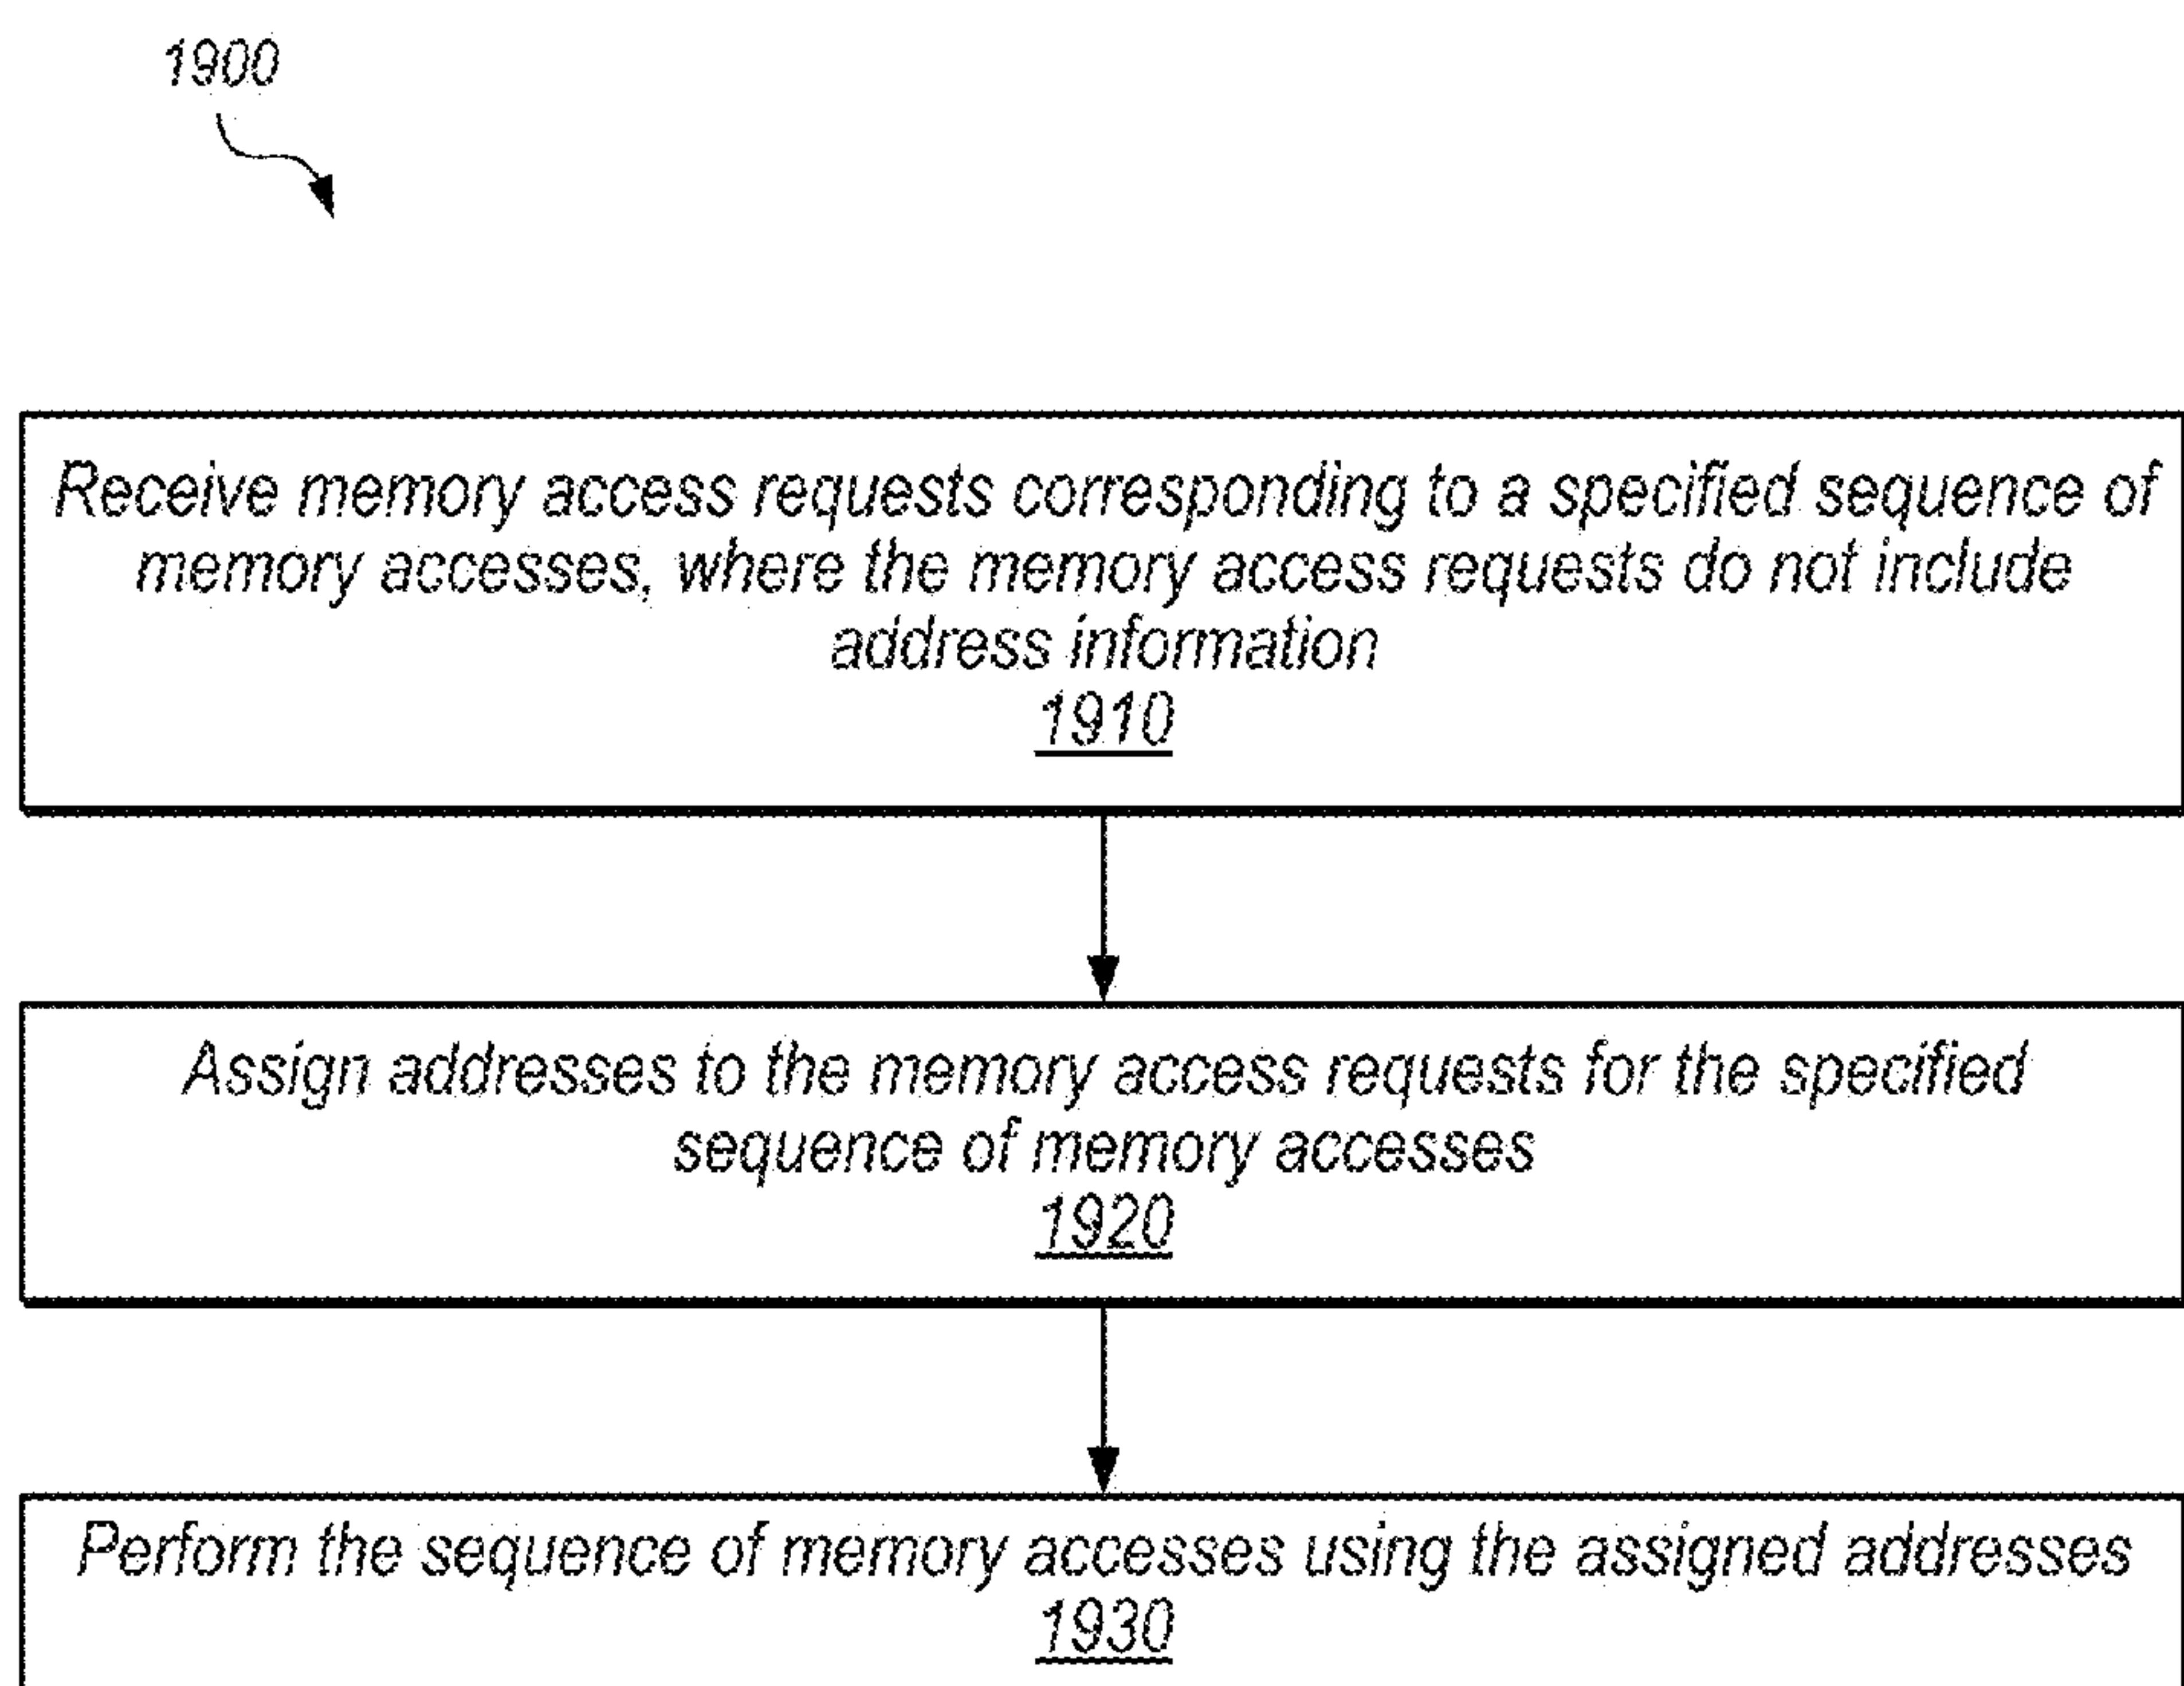 1900
Receive memory access requests corresponding to a specified sequence of
memory accesses, where the memory access requests do not include
address information
1910
Assign addresses to the memory access requests for the specified
sequence of memory accesses
1920
Perform the sequence of memory accesses using the assigned addresses
1930